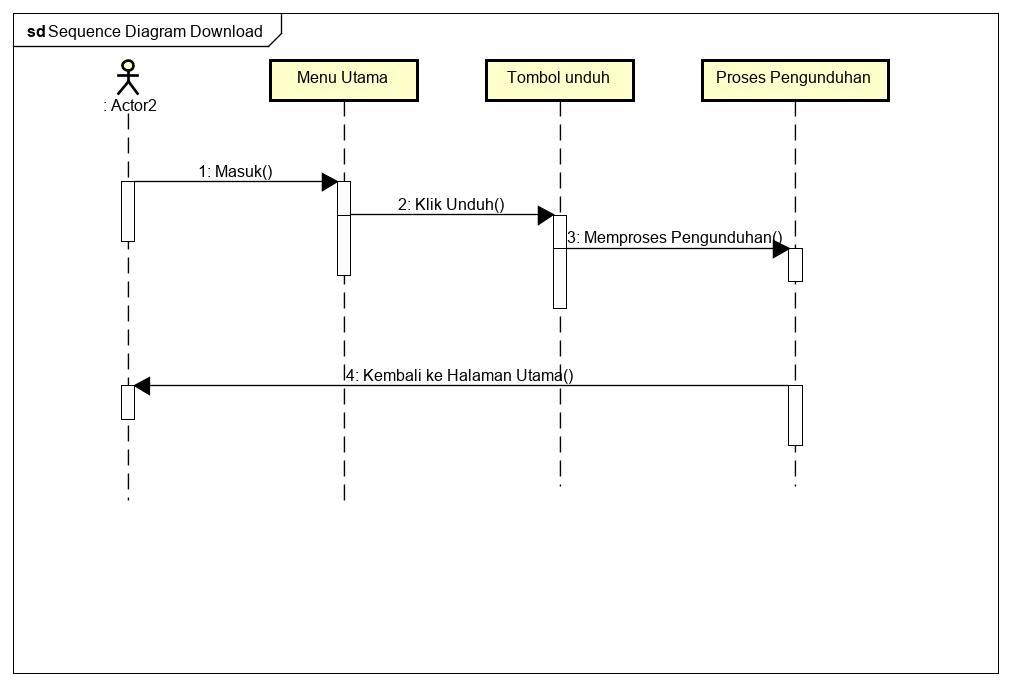 sd Sequence Diagram Download
: Actor2
Menu Utama
Tombol unduh
Proses Pengunduhan
1: Masuk()
2: Klik Unduh()
3: Memproses Pengunduhan()
4: Kembali ke Halaman Utama()